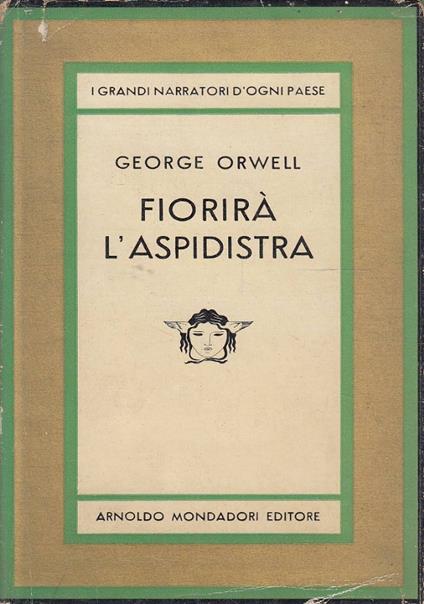 I GRANDI NARRATORI D'OGNI PAESE
GEORGE ORWELL
FIORIRÀ
L'ASPIDISTRA
ARNOLDO MONDADORI EDITORE